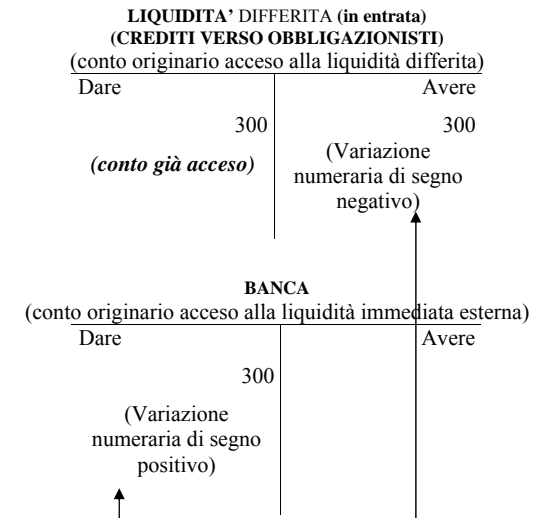 LIQUIDITA' DIFFERITA (in entrata)
(CREDITI VERSO OBBLIGAZIONISTI)
(conto originario acceso alla liquidità differita)
Dare Avere
300 300
(conto già acceso)
(Variazione
numeraria di segno
negativo)
BANCA
(conto originario acceso alla liquidità immediata esterna)
Dare Avere
300
(Variazione
numeraria di segno
positivo)